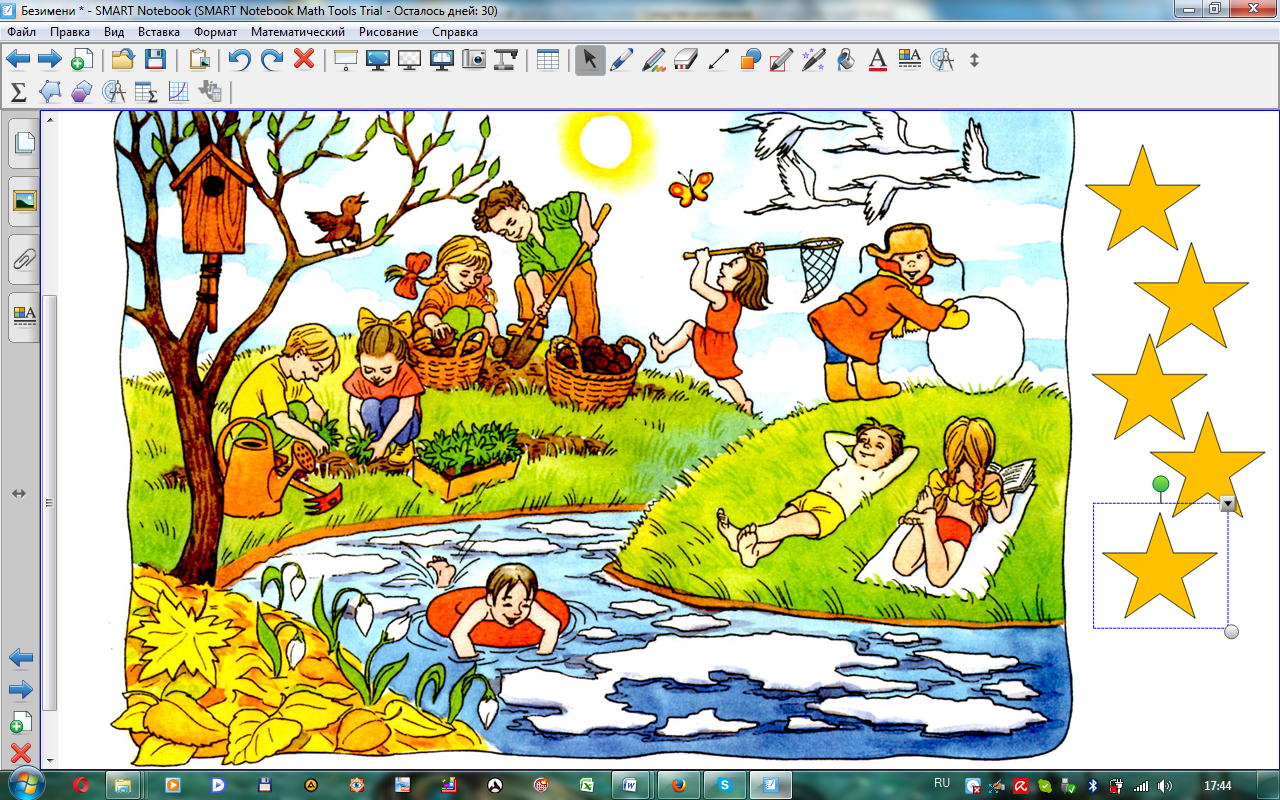 Безимени * - SMART Notebook (SMART Notebook Math Tools Trial - Осталось дней: 30)
Файл Правка Вид Вставка Формат Математический Рисование Справка
RU 17:44